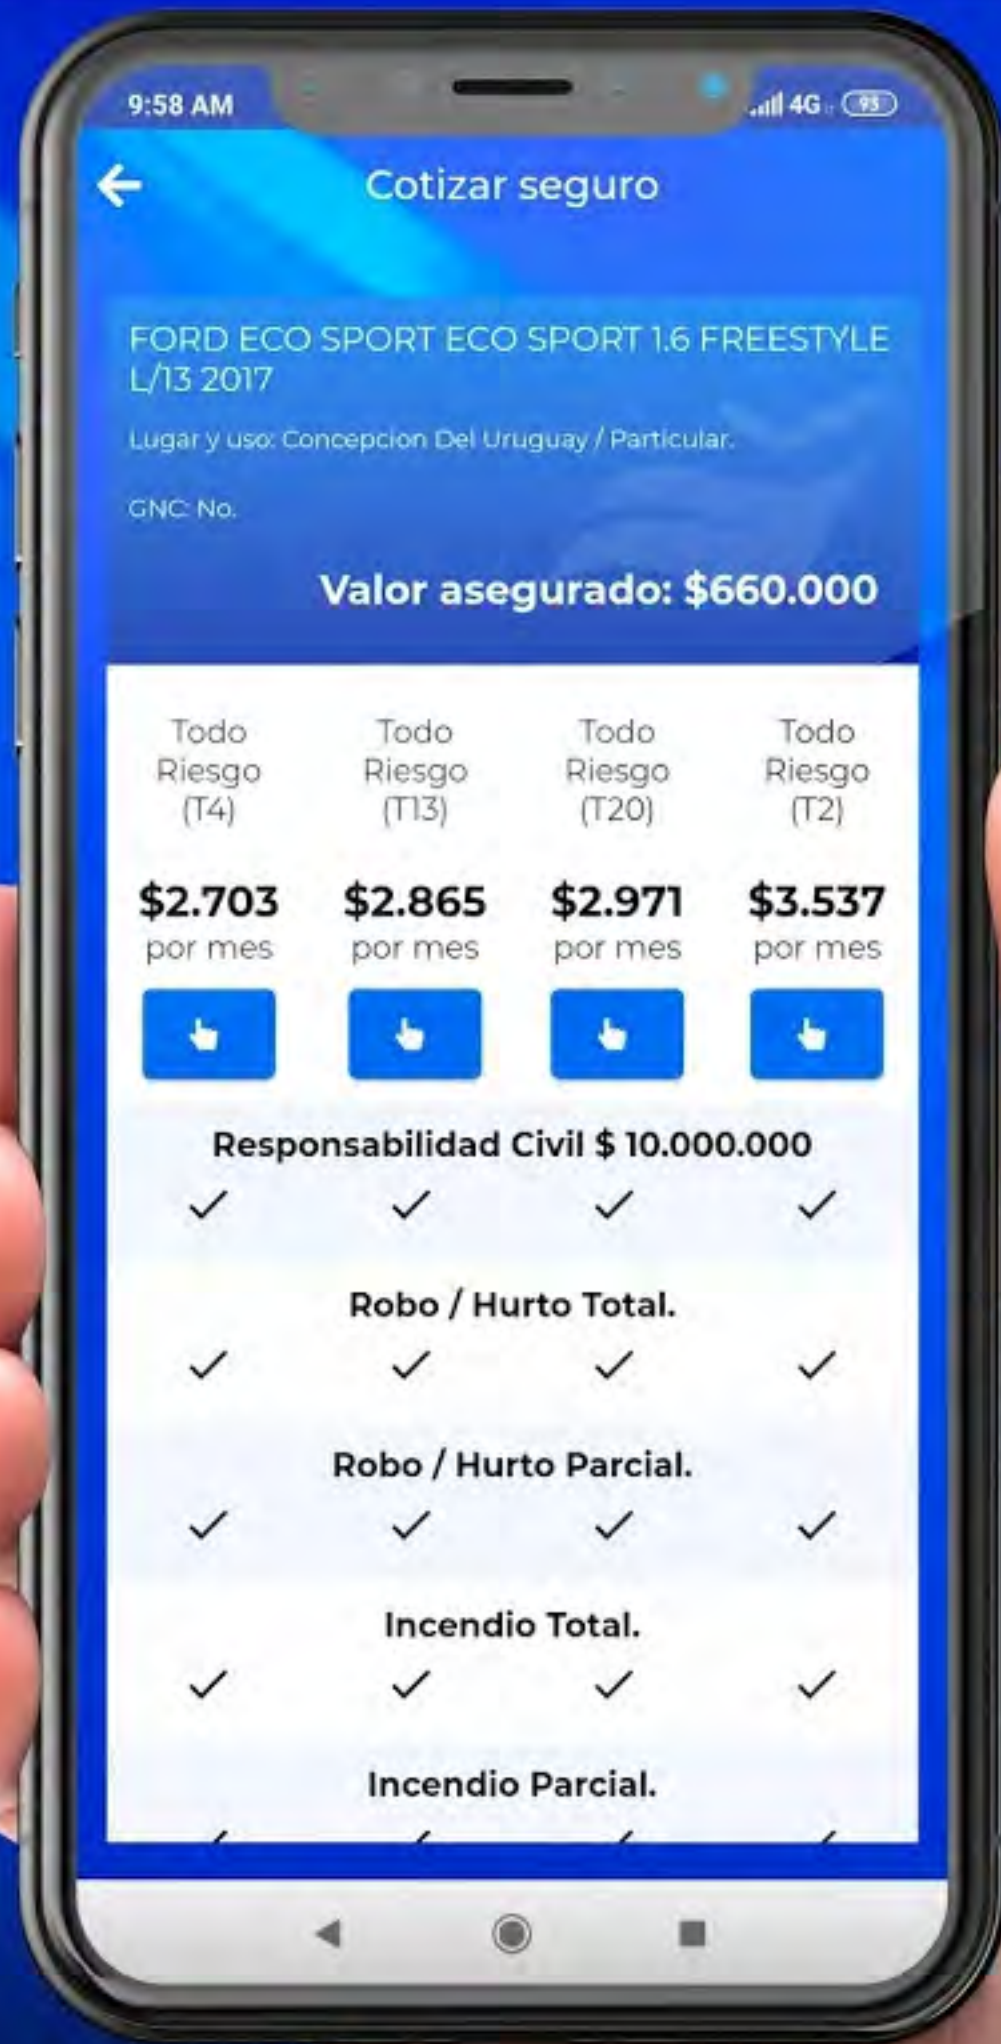 9:58 AM
4G 93
Cotizar seguro
FORD ECO SPORT ECO SPORT 1.6 FREESTYLE
L/13 2017
Lugar y uso: Concepcion Del Uruguay / Particular.
GNC: No.
Valor asegurado: $660.000
Todo Riesgo (T4)
Todo Riesgo (T13)
Todo Riesgo (T20)
Todo Riesgo (T2)
$2.703 por mes
$2.865 por mes
$2.971 por mes
$3.537 por mes
Responsabilidad Civil $ 10.000.000
Robo / Hurto Total.
Robo / Hurto Parcial.
Incendio Total.
Incendio Parcial.